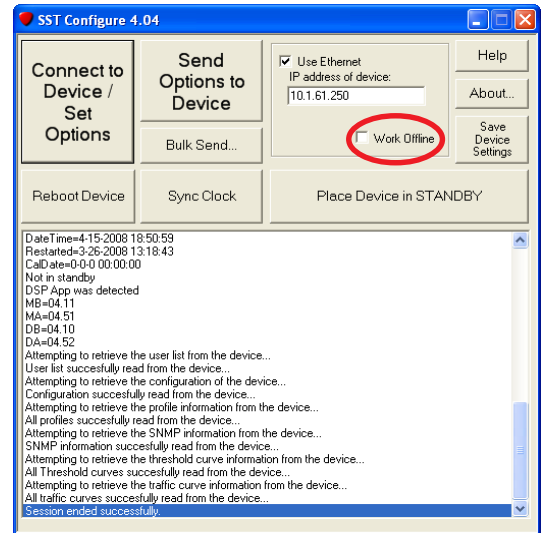 SST Configure 4.04
Connect to
Device /
Set
Options
Send
Options to
Device
Bulk Send...
Use Ethernet
IP address of device:
10.1.61.250
Work Offline
Help
About...
Save
Device
Settings
Reboot Device
Sync Clock
Place Device in STANDBY
DateTime=4-15-2008 18:50:59
Restarted=3-26-2008 13:18:43
CalDate=0-0-0 00:00:00
Not in standby
DSP App was detected
MB=04.11
MA=04.51
DB=04.10
DA=04.52
Attempting to retrieve the user list from the device...
User list succesfully read from the device...
Attempting to retrieve the configuration of the device...
Configuration succesfully read from the device...
Attempting to retrieve the profile information from the device...
All profiles succesfully read from the device...
Attempting to retrieve the SNMP information from the device...
SNMP information succesfully read from the device...
Attempting to retrieve the threshold curve information from the device...
All Threshold curves succesfully read from the device...
Attempting to retrieve the traffic curve information from the device...
All traffic curves succesfully read from the device...
Session ended successfully.